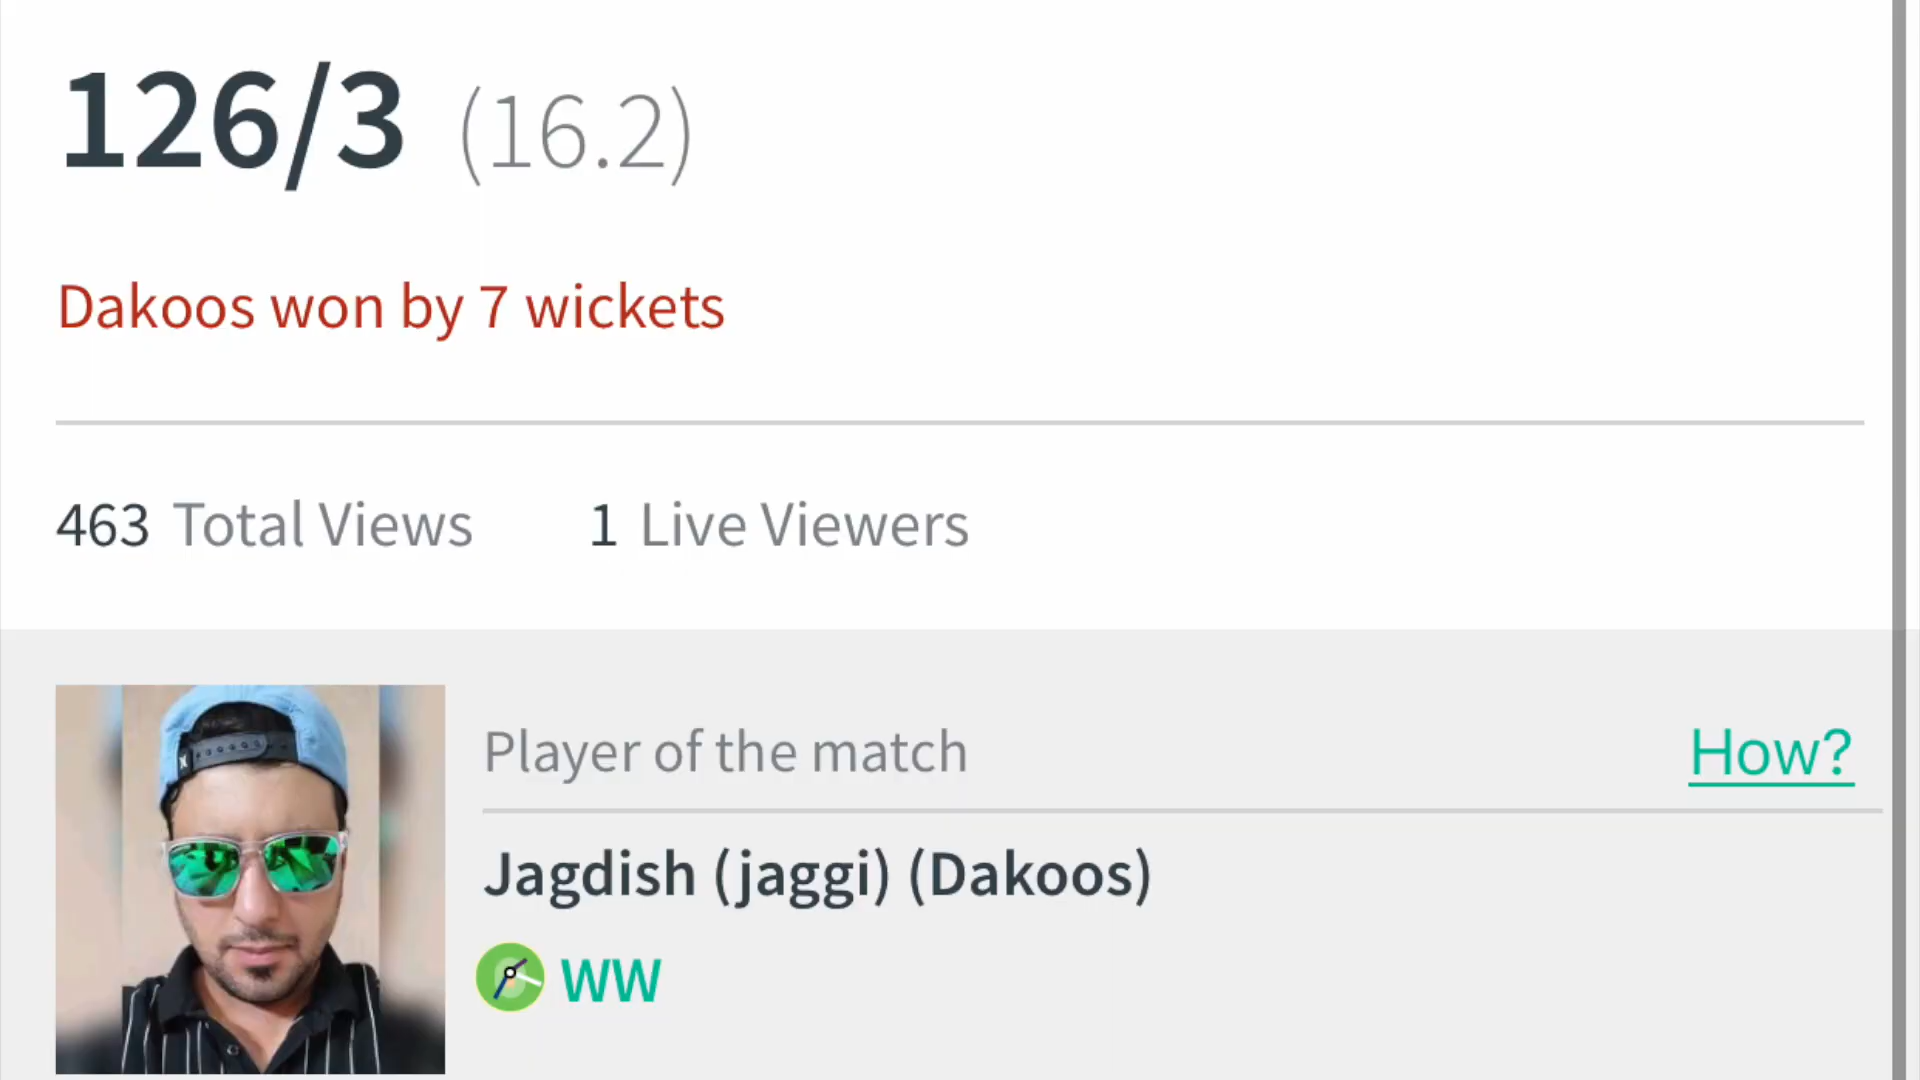 126/3 (16.2)
Dakoos won by 7 wickets
463 Total Views 1 Live Viewers
Player of the match How?
Jagdish (jaggi) (Dakoos)
WW